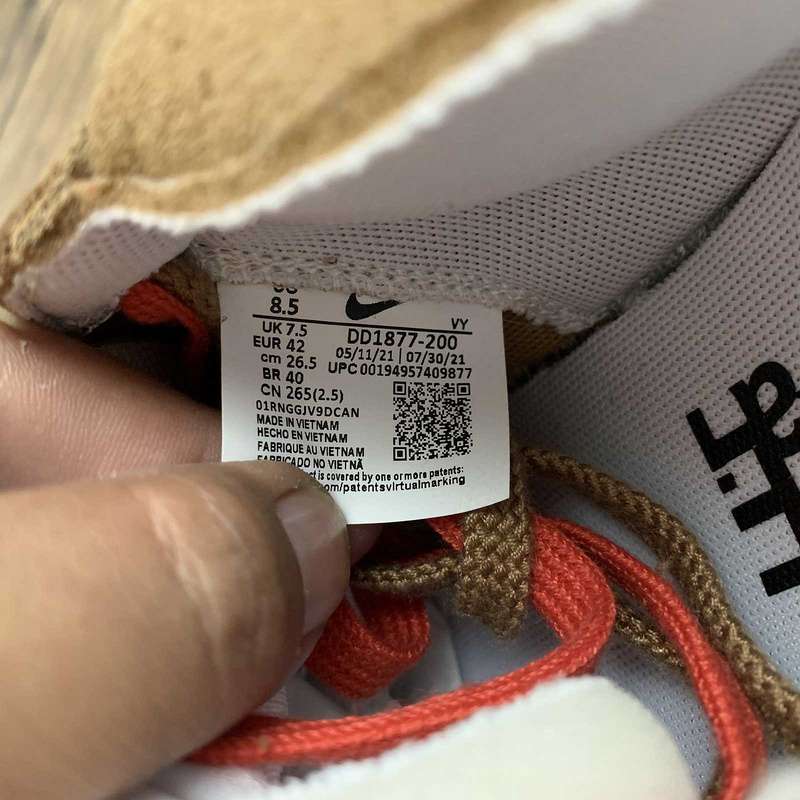 8.5
UK 7.5
EUR 42
cm 26.5
BR 40
CN 265(2.5)
VY
DD1877-200
05/11/21 | 07/30/21
UPC 00194957409877
01RNGGJV9DCAN
MADE IN VIETNAM
HECHO EN VIETNAM
FABRIQUE AU VIETNAM
FABRICADO NO VIETNÃ
is covered by one or more patents:
/patentsvirtualmarking